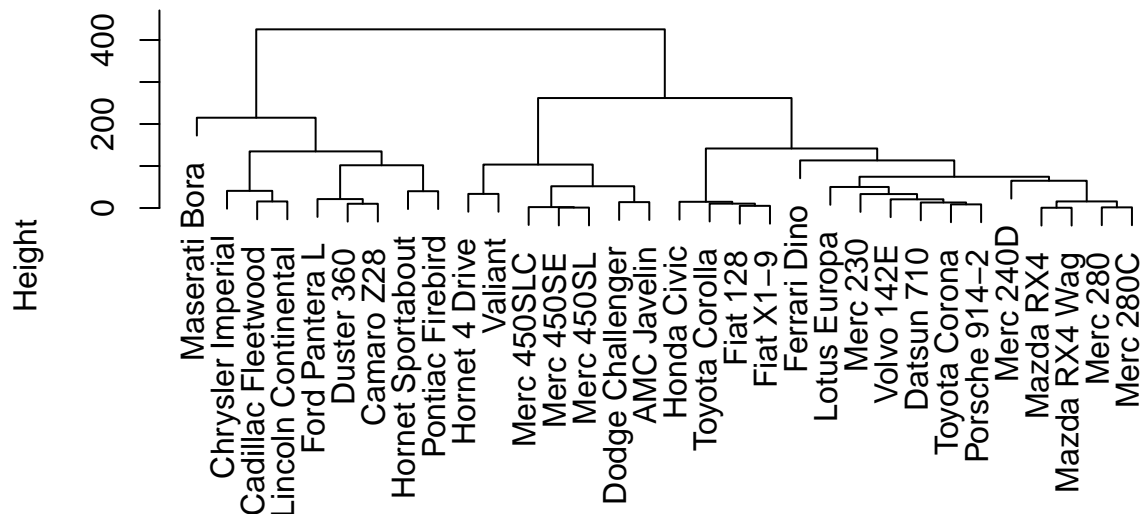 Height
400
200
0
Maserati Bora
Chrysler Imperial
Cadillac Fleetwood
Lincoln Continental
Ford Pantera L
Duster 360
Camaro Z28
Hornet Sportabout
Pontiac Firebird
Hornet 4 Drive
Valiant
Merc 450SLC
Merc 450SE
Merc 450SL
Dodge Challenger
AMC Javelin
Honda Civic
Toyota Corolla
Fiat 128
Fiat X1−9
Ferrari Dino
Lotus Europa
Merc 230
Volvo 142E
Datsun 710
Toyota Corona
Porsche 914−2
Merc 240D
Mazda RX4
Mazda RX4 Wag
Merc 280
Merc 280C